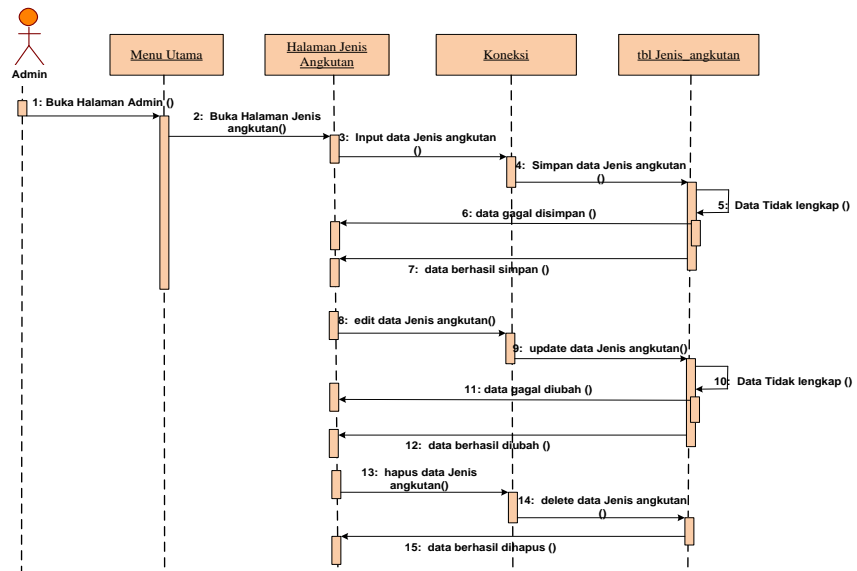 Menu Utama
Halaman Jenis
Angkutan
Koneksi
tbl Jenis_angkutan
Admin
1: Buka Halaman Admin ()
2: Buka Halaman Jenis
angkutan()
3: Input data Jenis angkutan
()
4: Simpan data Jenis angkutan
()
5: Data Tidak lengkap ()
6: data gagal disimpan ()
7: data berhasil simpan ()
8: edit data Jenis angkutan()
9: update data Jenis angkutan()
10: Data Tidak lengkap ()
11: data gagal diubah ()
12: data berhasil diubah ()
13: hapus data Jenis
angkutan()
14: delete data Jenis angkutan
()
15: data berhasil dihapus ()